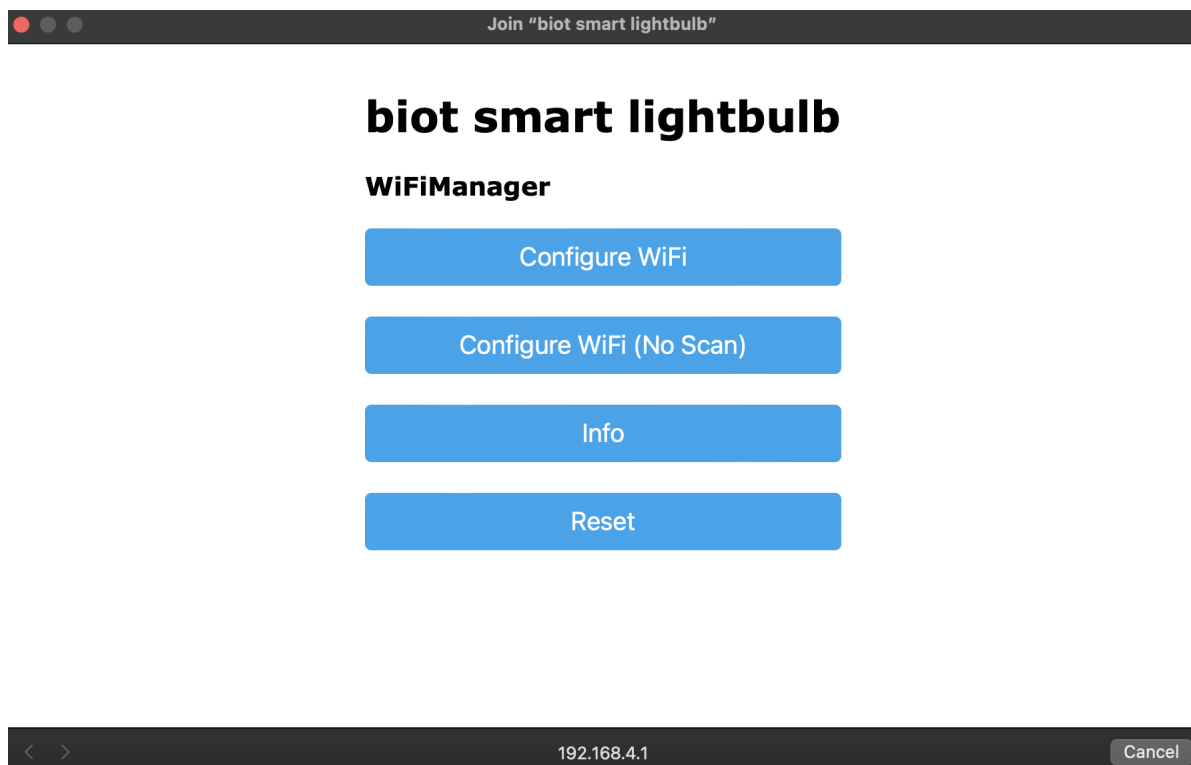 Join “biot smart lightbulb”
biot smart lightbulb
WiFiManager
Configure WiFi
Configure WiFi (No Scan)
Info
Reset
192.168.4.1
Cancel